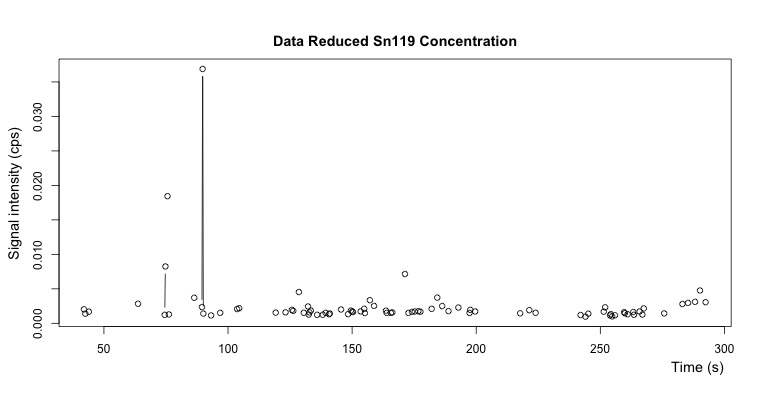 Data Reduced Sn119 Concentration
Signal intensity (cps)
0.030
0.020
0.010
0.000
50 100 150 200 250 300
Time (s)